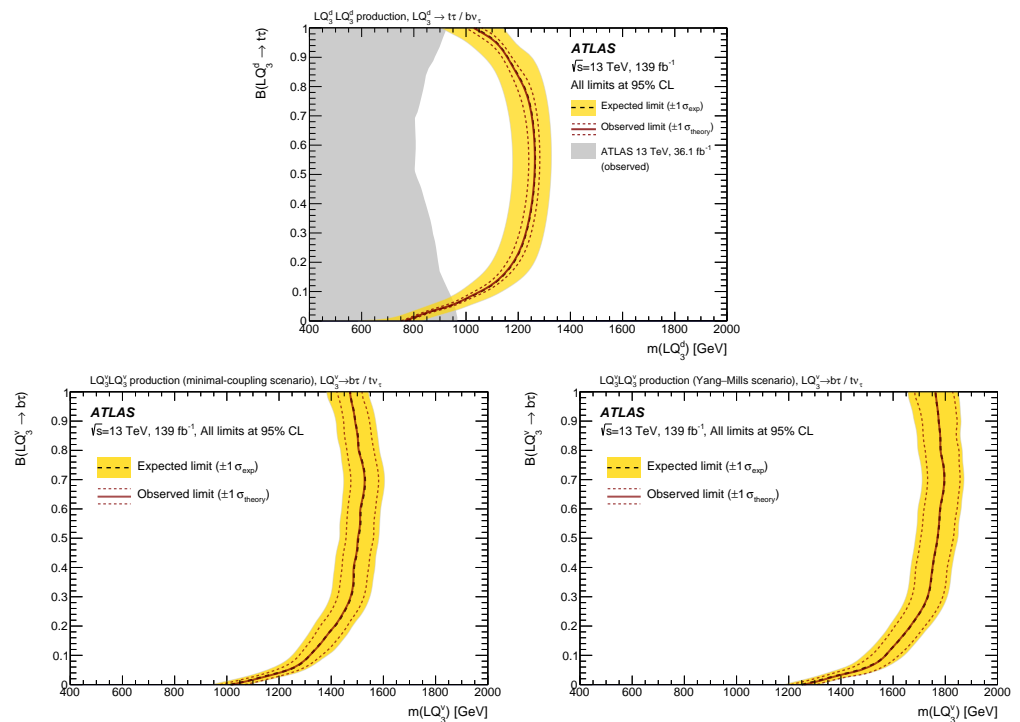 LQ₃ᵈ LQ₃ᵈ production, LQ₃ᵈ → tτ / bν_τ
B(LQ₃ᵈ → tτ)
1
0.9
0.8
0.7
0.6
0.5
0.4
0.3
0.2
0.1
0
ATLAS
√s=13 TeV, 139 fb⁻¹
All limits at 95% CL
Expected limit (±1 σ_exp)
Observed limit (±1 σ_theory)
ATLAS 13 TeV, 36.1 fb⁻¹
(observed)
400 600 800 1000 1200 1400 1600 1800 2000
m(LQ₃ᵈ) [GeV]
LQ₃ᵛLQ₃ᵛ production (minimal-coupling scenario), LQ₃ᵛ→bτ / tν_τ
B(LQ₃ᵛ → bτ)
1
0.9
0.8
0.7
0.6
0.5
0.4
0.3
0.2
0.1
0
ATLAS
√s=13 TeV, 139 fb⁻¹, All limits at 95% CL
Expected limit (±1 σ_exp)
Observed limit (±1 σ_theory)
400 600 800 1000 1200 1400 1600 1800 2000
m(LQ₃ᵛ) [GeV]
LQ₃ᵛLQ₃ᵛ production (Yang–Mills scenario), LQ₃ᵛ→bτ / tν_τ
B(LQ₃ᵛ → bτ)
1
0.9
0.8
0.7
0.6
0.5
0.4
0.3
0.2
0.1
0
ATLAS
√s=13 TeV, 139 fb⁻¹, All limits at 95% CL
Expected limit (±1 σ_exp)
Observed limit (±1 σ_theory)
400 600 800 1000 1200 1400 1600 1800 2000
m(LQ₃ᵛ) [GeV]